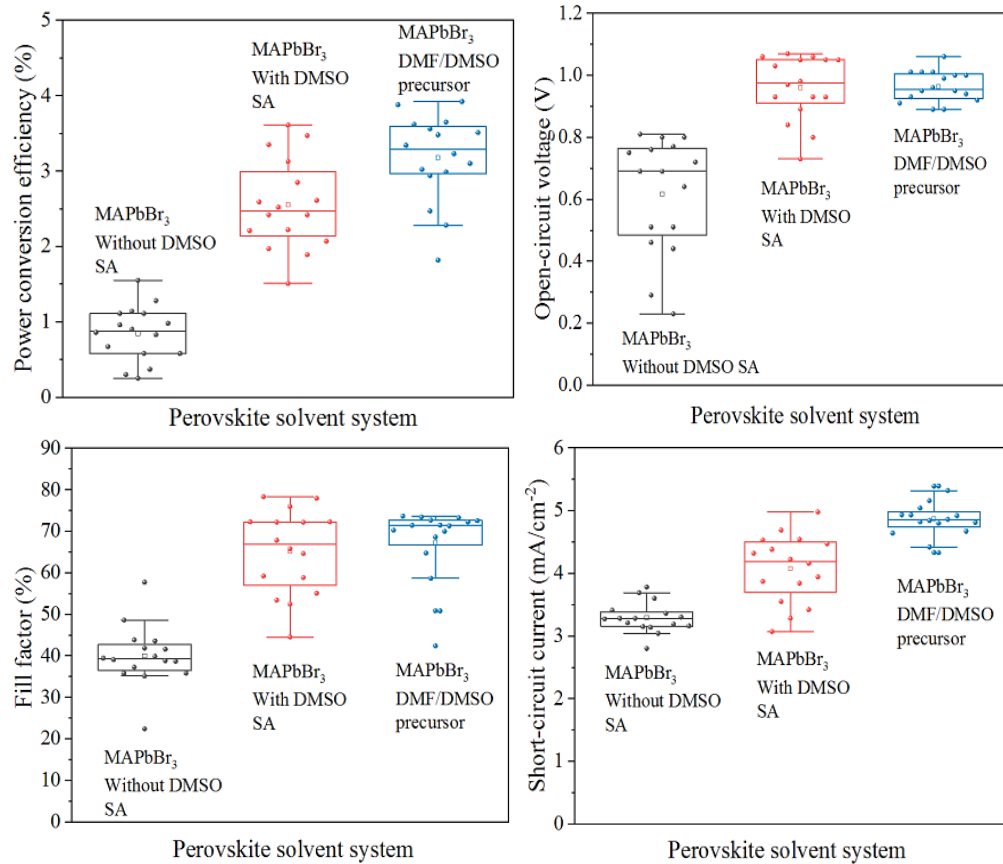 Power conversion efficiency (%)
5
4
3
2
1
0
MAPbBr₃
Without DMSO
SA
MAPbBr₃
With DMSO
SA
MAPbBr₃
DMF/DMSO
precursor
Perovskite solvent system
Open-circuit voltage (V)
1.2
1.0
0.8
0.6
0.4
0.2
0.0
MAPbBr₃
Without DMSO SA
MAPbBr₃
With DMSO
SA
MAPbBr₃
DMF/DMSO
precursor
Perovskite solvent system
Fill factor (%)
90
80
70
60
50
40
30
20
10
0
MAPbBr₃
Without DMSO
SA
MAPbBr₃
With DMSO
SA
MAPbBr₃
DMF/DMSO
precursor
Perovskite solvent system
Short-circuit current (mA/cm⁻²)
6
5
4
3
2
1
0
MAPbBr₃
Without DMSO
SA
MAPbBr₃
With DMSO
SA
MAPbBr₃
DMF/DMSO
precursor
Perovskite solvent system